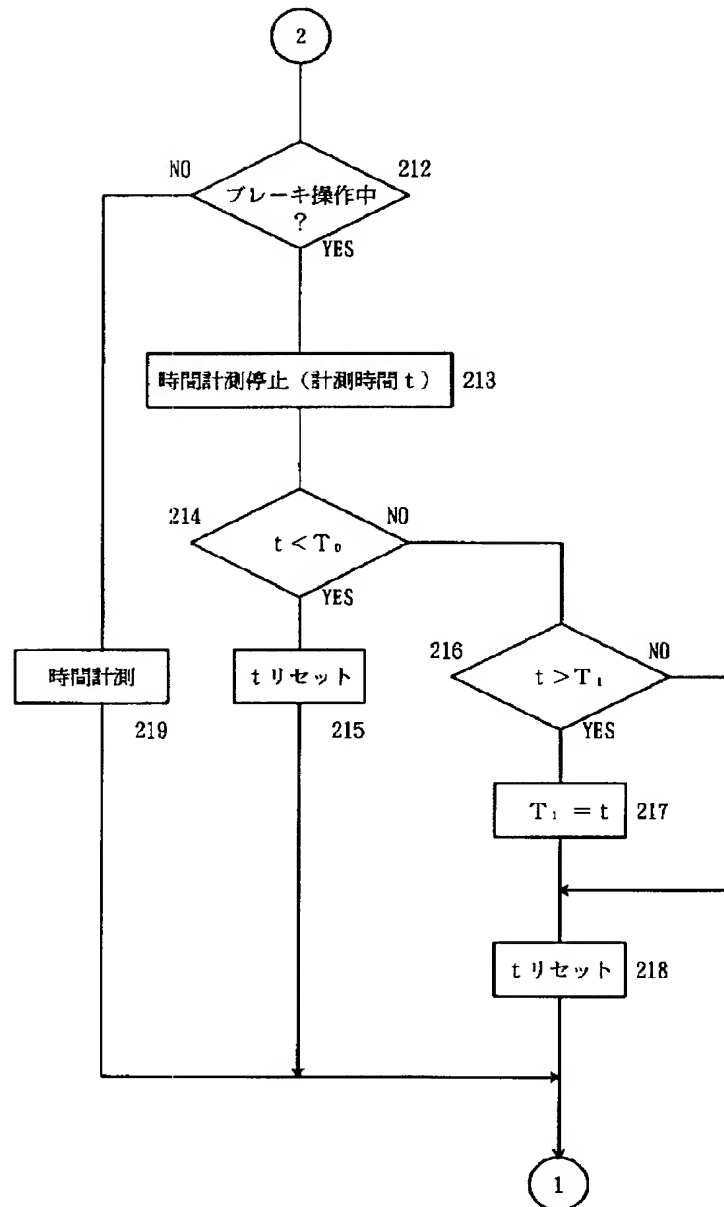 2
NO
212
ブレーキ操作中
?
YES
時間計測停止(計測時間t)
213
214
NO
t<T₀
YES
216
NO
時間計測
tリセット
t>T₁
219
215
YES
T₁=t
217
tリセット
218
1